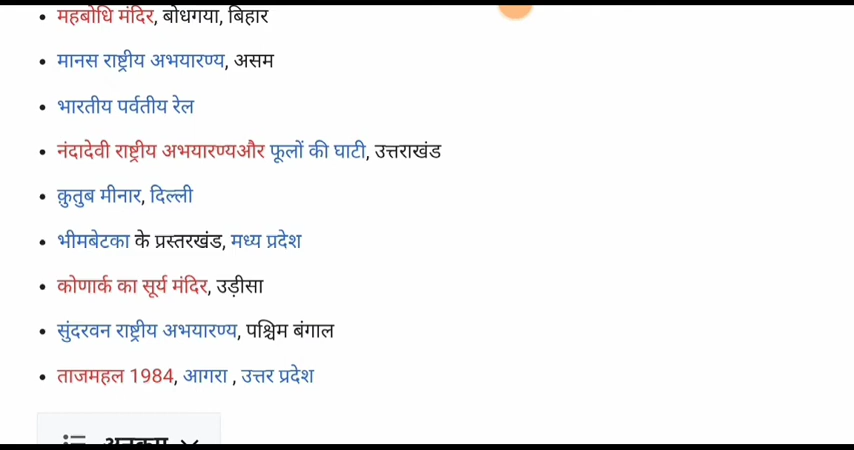 महबोधि मंदिर, बोधगया, बिहार
मानस राष्ट्रीय अभयारण्य, असम
भारतीय पर्वतीय रेल
नंदादेवी राष्ट्रीय अभयारण्यऔर फूलों की घाटी, उत्तराखंड
क़ुतुब मीनार, दिल्ली
भीमबेटका के प्रस्तरखंड, मध्य प्रदेश
कोणार्क का सूर्य मंदिर, उड़ीसा
सुंदरवन राष्ट्रीय अभयारण्य, पश्चिम बंगाल
ताजमहल 1984, आगरा , उत्तर प्रदेश